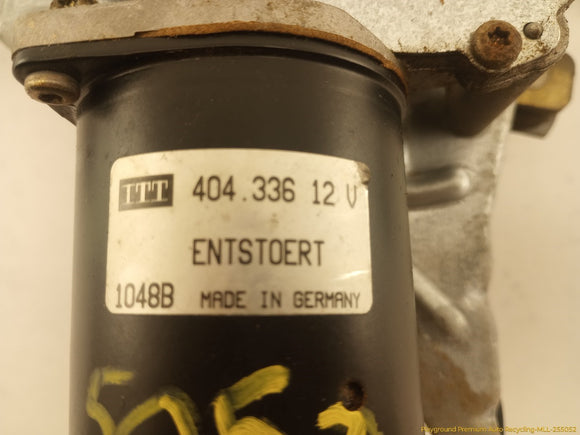 ITT 404.336 12 V
ENTSTOERT
1048B MADE IN GERMANY
Playground Premium Auto Recycling-MLL-255052